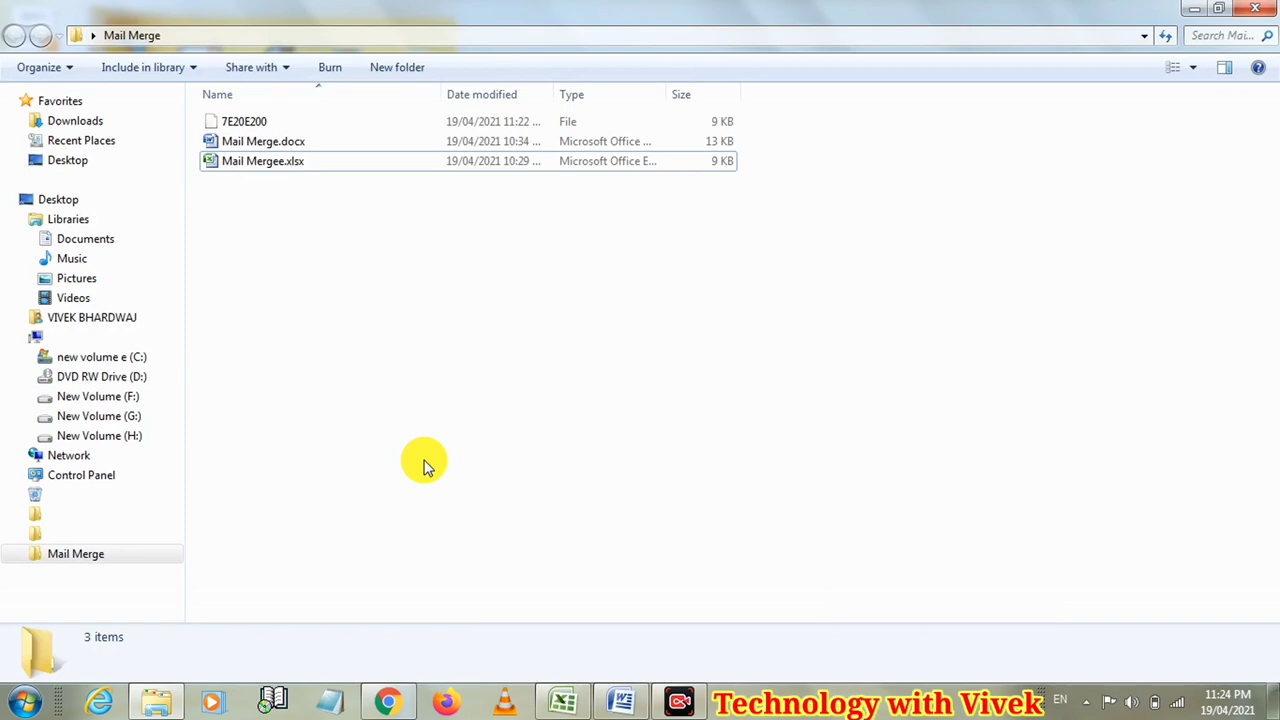 Mail Merge
Search Mai...
Organize
Include in library
Share with
Burn
New folder
Name
Date modified
Type
Size
7E20E200
19/04/2021 11:22 ...
File
9 KB
Mail Merge.docx
19/04/2021 10:34 ...
Microsoft Office ...
13 KB
Mail Mergee.xlsx
19/04/2021 10:29 ...
Microsoft Office E...
9 KB
Favorites
Downloads
Recent Places
Desktop
Desktop
Libraries
Documents
Music
Pictures
Videos
VIVEK BHARDWAJ
new volume e (C:)
DVD RW Drive (D:)
New Volume (F:)
New Volume (G:)
New Volume (H:)
Network
Control Panel
Mail Merge
3 items
Technology with Vivek
EN
11:24 PM
19/04/2021